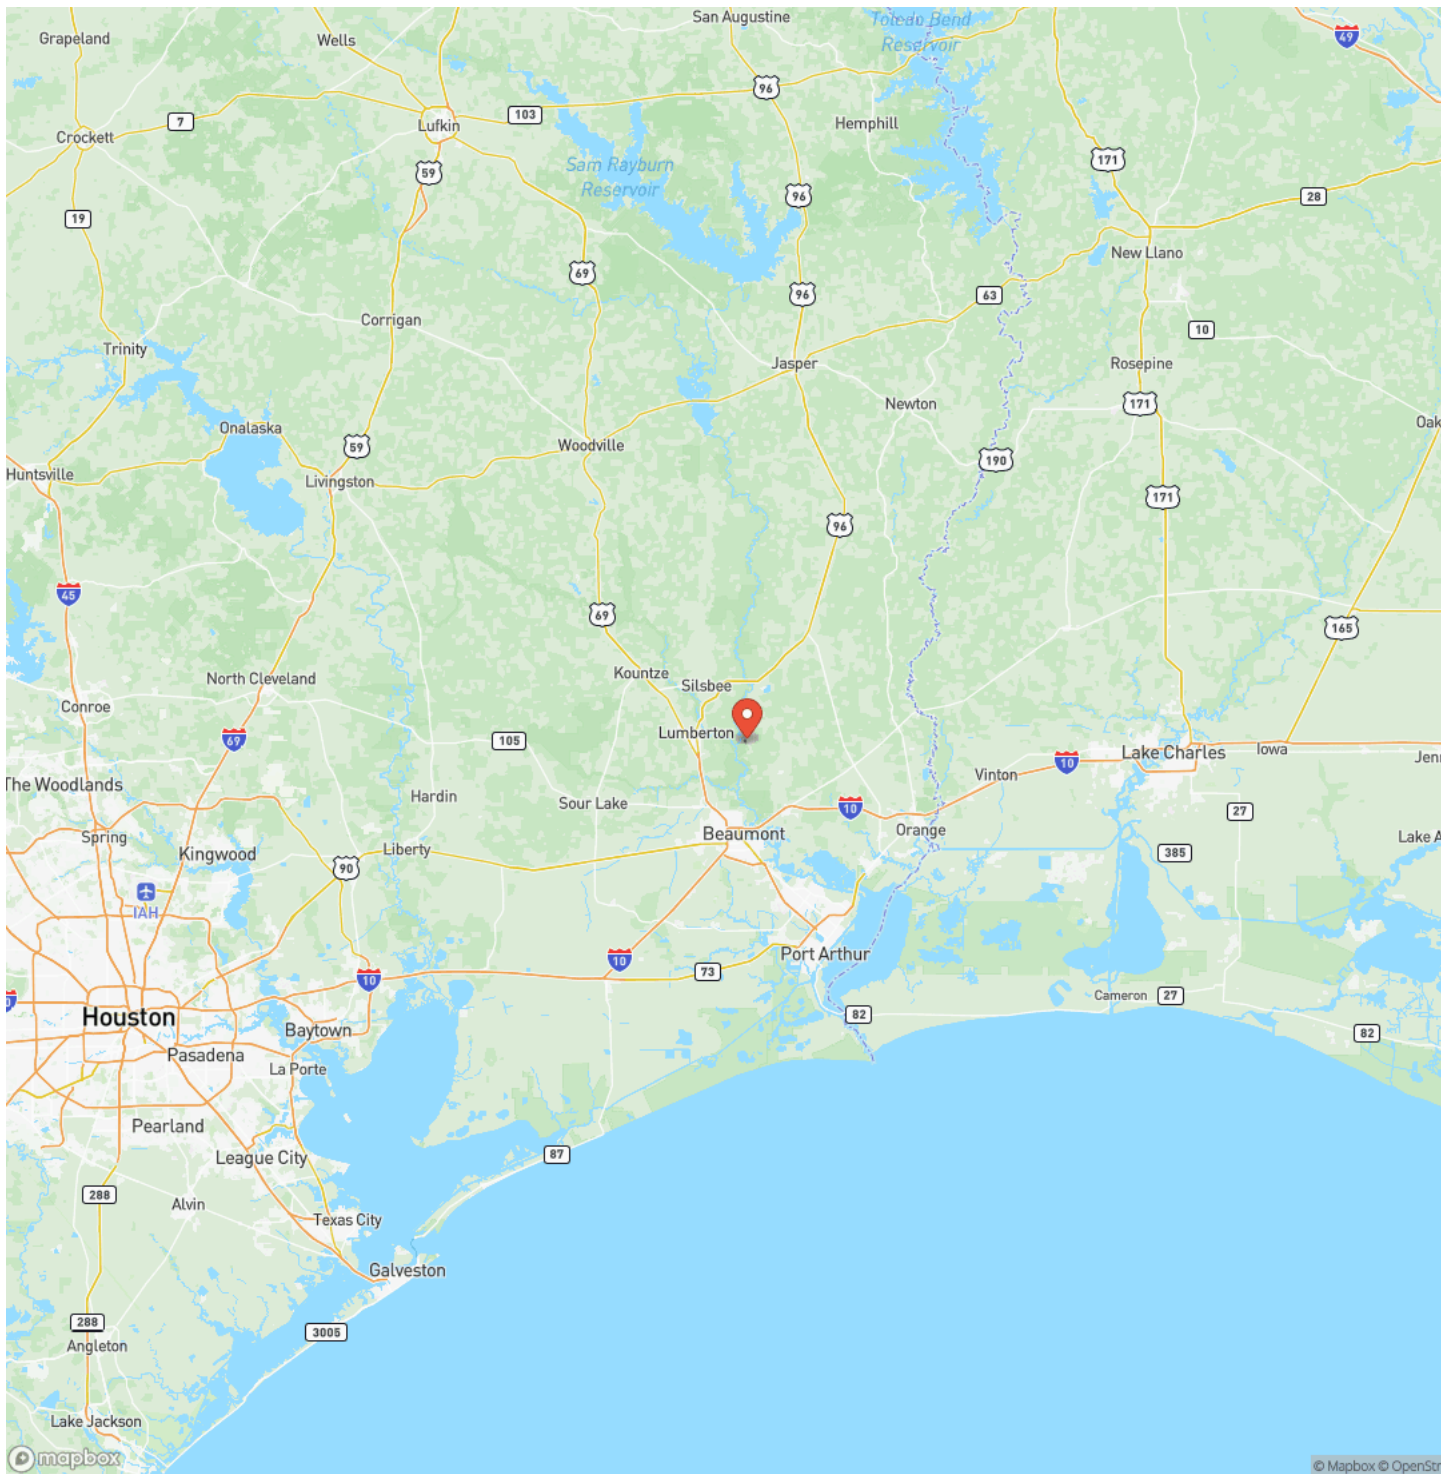 San Augustine
Toledo Bend
Reservoir
Grapeland
Wells
49
96
7
103
Lufkin
Hemphill
Crockett
171
Sam Rayburn
Reservoir
59
96
28
19
New Llano
69
96
63
Corrigan
10
Trinity
Jasper
Rosepine
Newton
171
Onalaska
Oak
59
Woodville
190
Huntsville
Livingston
171
96
45
69
165
Kountze
North Cleveland
Silsbee
Conroe
Lumberton
69
105
Lake Charles
Iowa
10
Jenn
Vinton
The Woodlands
Hardin
Sour Lake
10
27
Orange
Spring
Beaumont
Lake A
Kingwood
Liberty
385
90
IAH
Port Arthur
10
73
10
Cameron
27
0
Houston
82
Baytown
82
Pasadena
La Porte
Pearland
87
League City
288
Alvin
Texas City
Galveston
288
3005
Angleton
Lake Jackson
mapbox
© Mapbox © OpenStr